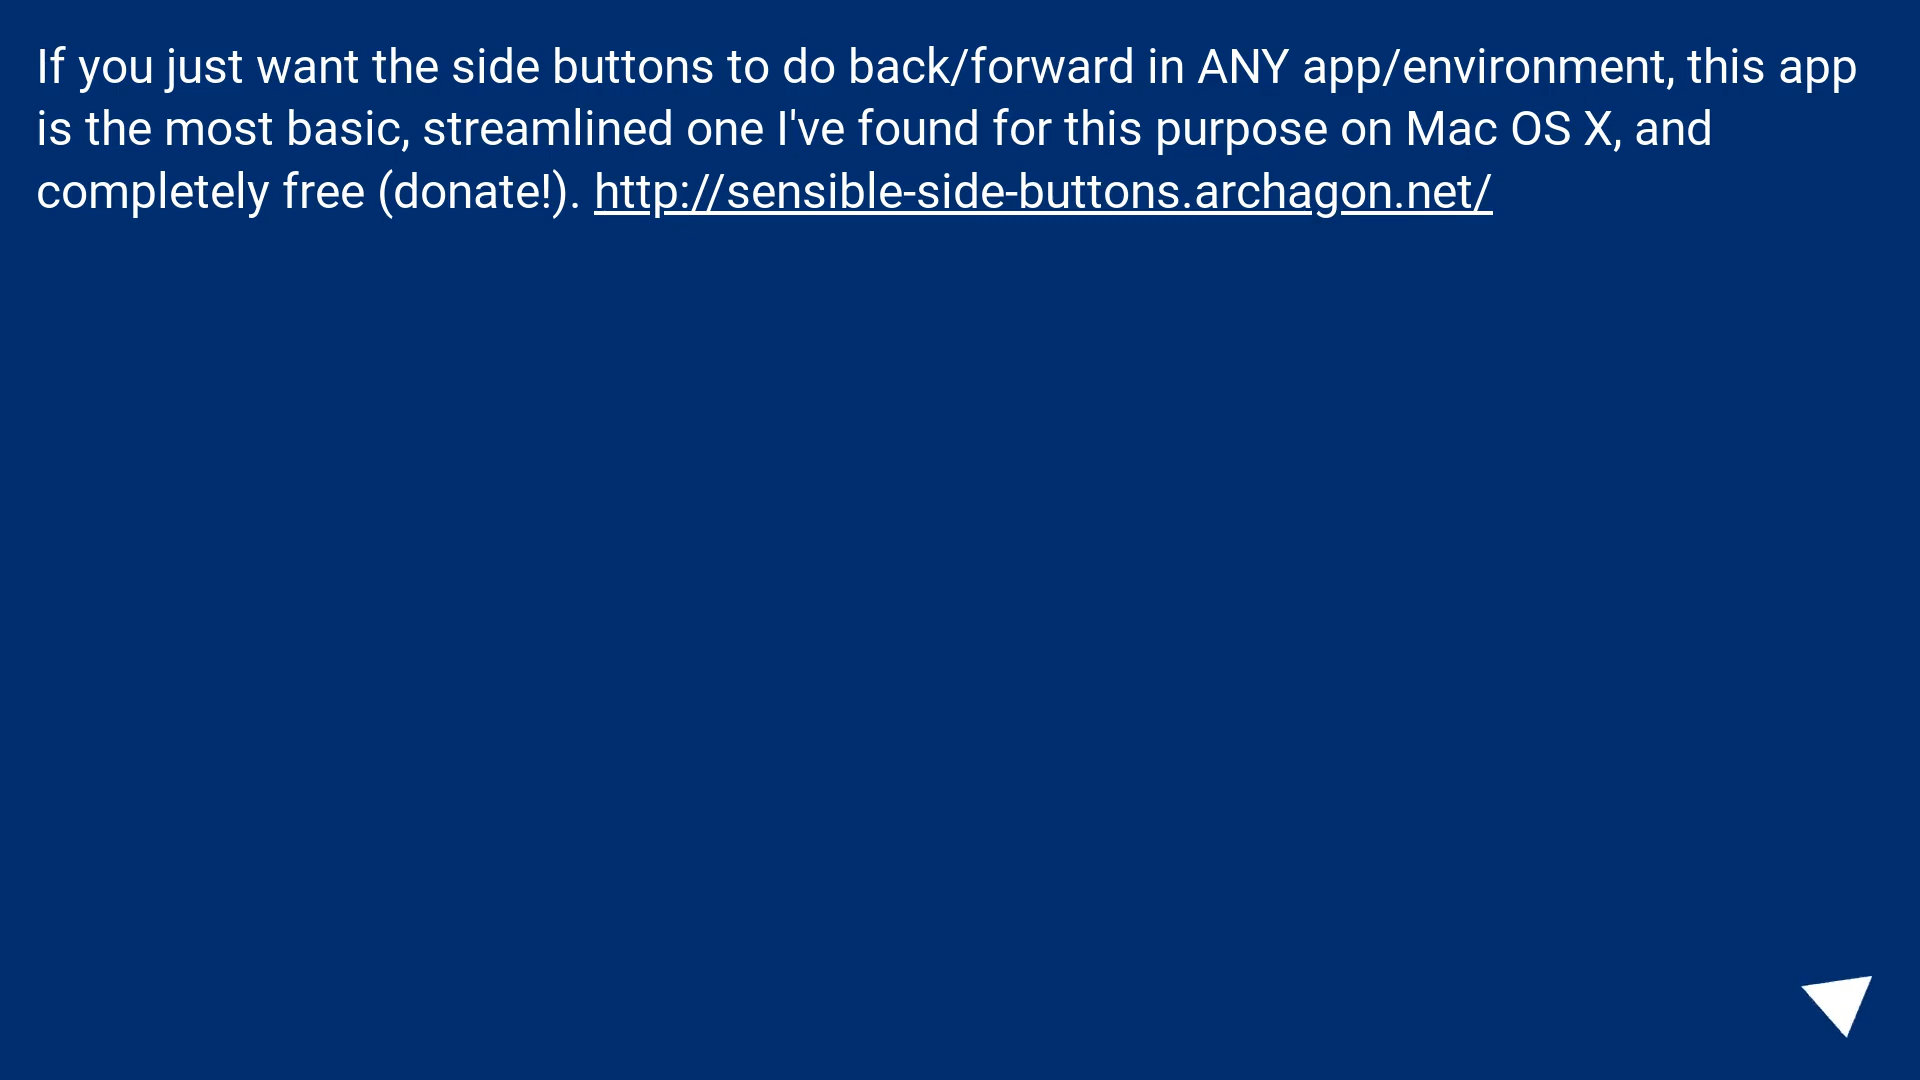 If you just want the side buttons to do back/forward in ANY app/environment, this app
is the most basic, streamlined one I've found for this purpose on Mac OS X, and
completely free (donate!). http://sensible-side-buttons.archagon.net/